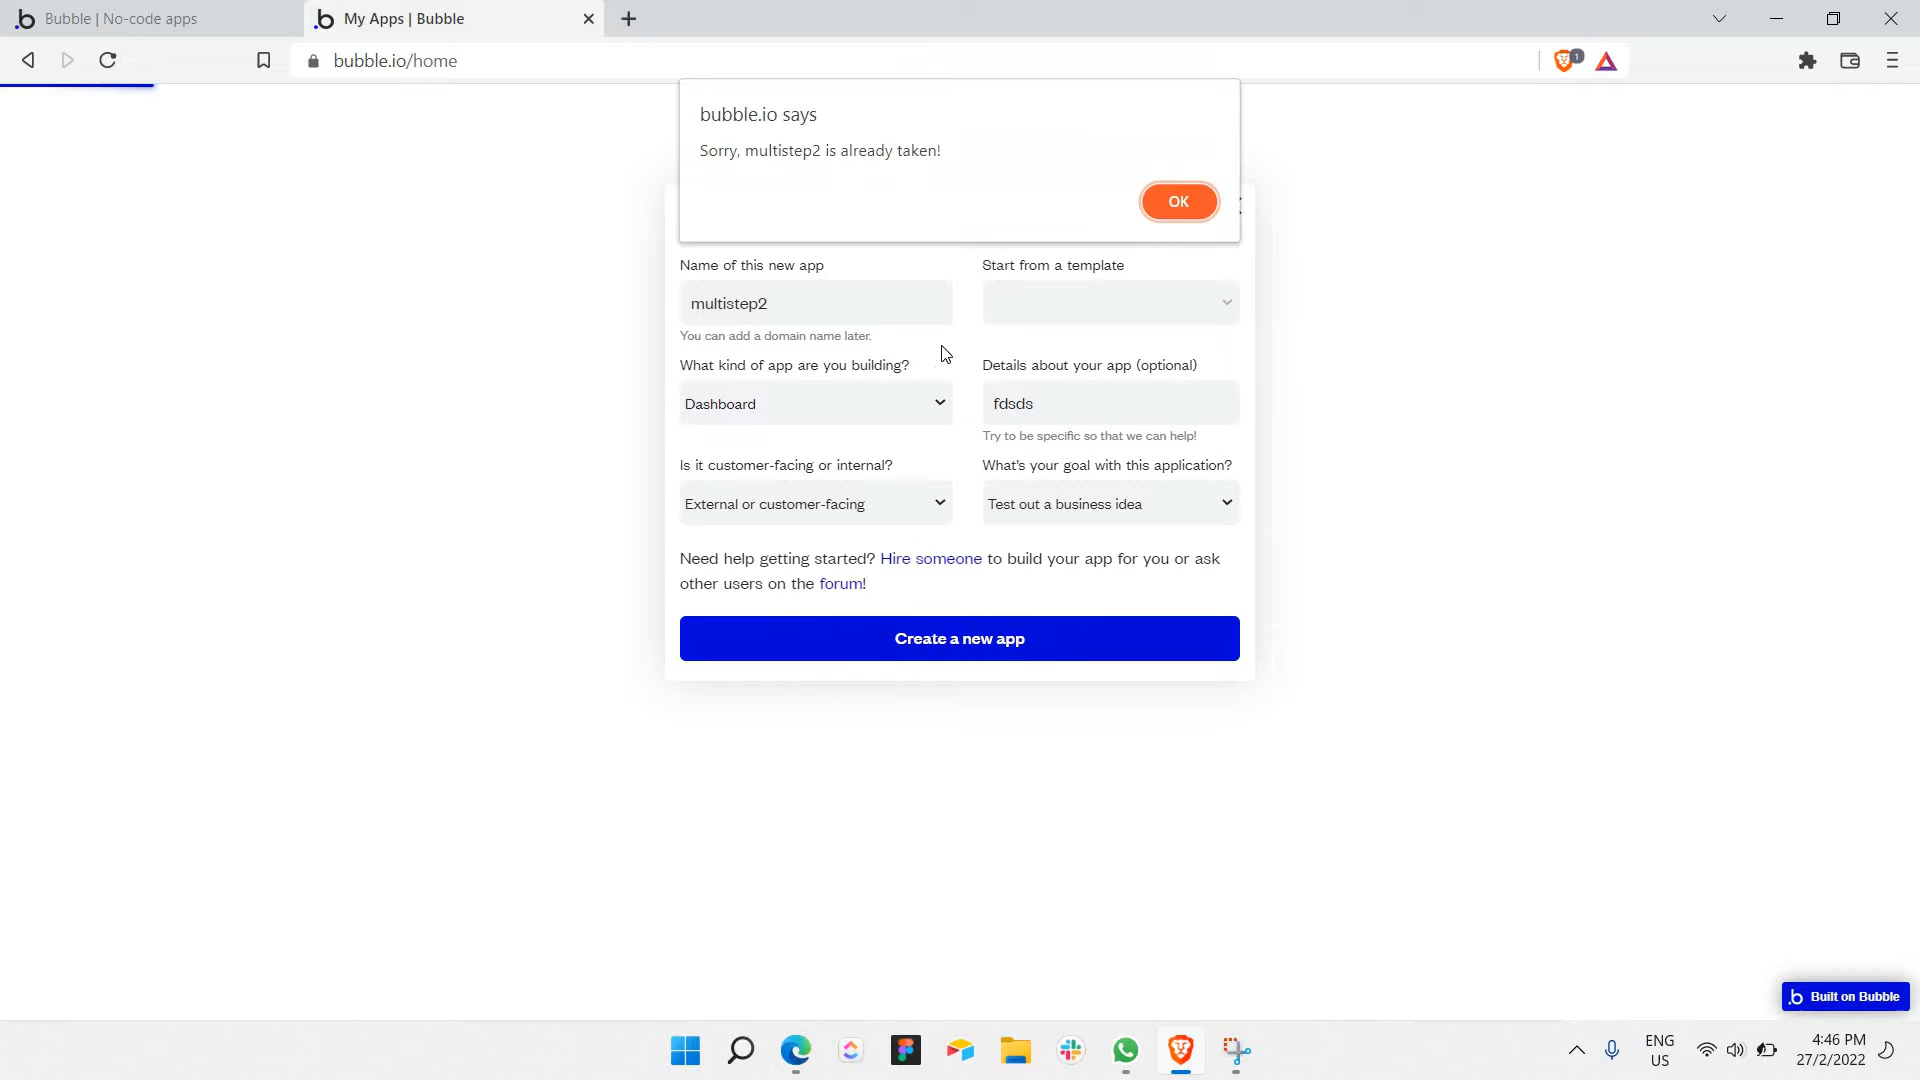 Bubble | No-code apps
My Apps | Bubble
bubble.io/home
1
bubble.io says
Sorry, multistep2 is already taken!
OK
Name of this new app
Start from a template
multistep2
You can add a domain name later.
What kind of app are you building?
Details about your app (optional)
Dashboard
fdsds
Try to be specific so that we can help!
Is it customer-facing or internal?
What's your goal with this application?
External or customer-facing
Test out a business idea
Need help getting started? Hire someone to build your app for you or ask
other users on the forum!
Create a new app
Built on Bubble
ENG
US
4:46 PM
27/2/2022